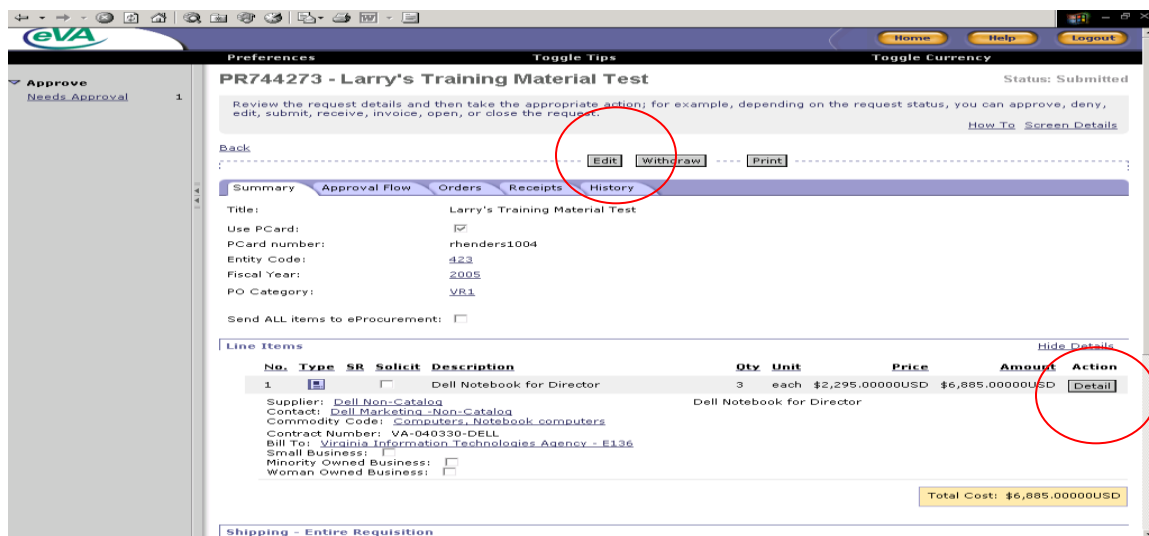 eVA
Home Help Logout
Preferences Toggle Tips Toggle Currency
Approve
Needs Approval 1
PR744273 - Larry's Training Material Test
Status: Submitted
Review the request details and then take the appropriate action; for example, depending on the request status, you can approve, deny,
edit, submit, receive, invoice, open, or close the request.
How To Screen Details
Back
Edit Withdraw Print
Summary Approval Flow Orders Receipts History
Title: Larry's Training Material Test
Use PCard:
PCard number: rhenders1004
Entity Code: 423
Fiscal Year: 2005
PO Category: VR1
Send ALL items to eProcurement:
Line Items Hide Details
No. Type SR Solicit Description Qty Unit Price Amount Action
1 Dell Notebook for Director 3 each $2,295.00000USD $6,885.00000USD Detail
Supplier: Dell Non-Catalog Dell Notebook for Director
Contact: Dell Marketing -Non-Catalog
Commodity Code: Computers, Notebook computers
Contract Number: VA-040330-DELL
Bill To: Virginia Information Technologies Agency - E136
Small Business:
Minority Owned Business:
Woman Owned Business:
Total Cost: $6,885.00000USD
Shipping - Entire Requisition